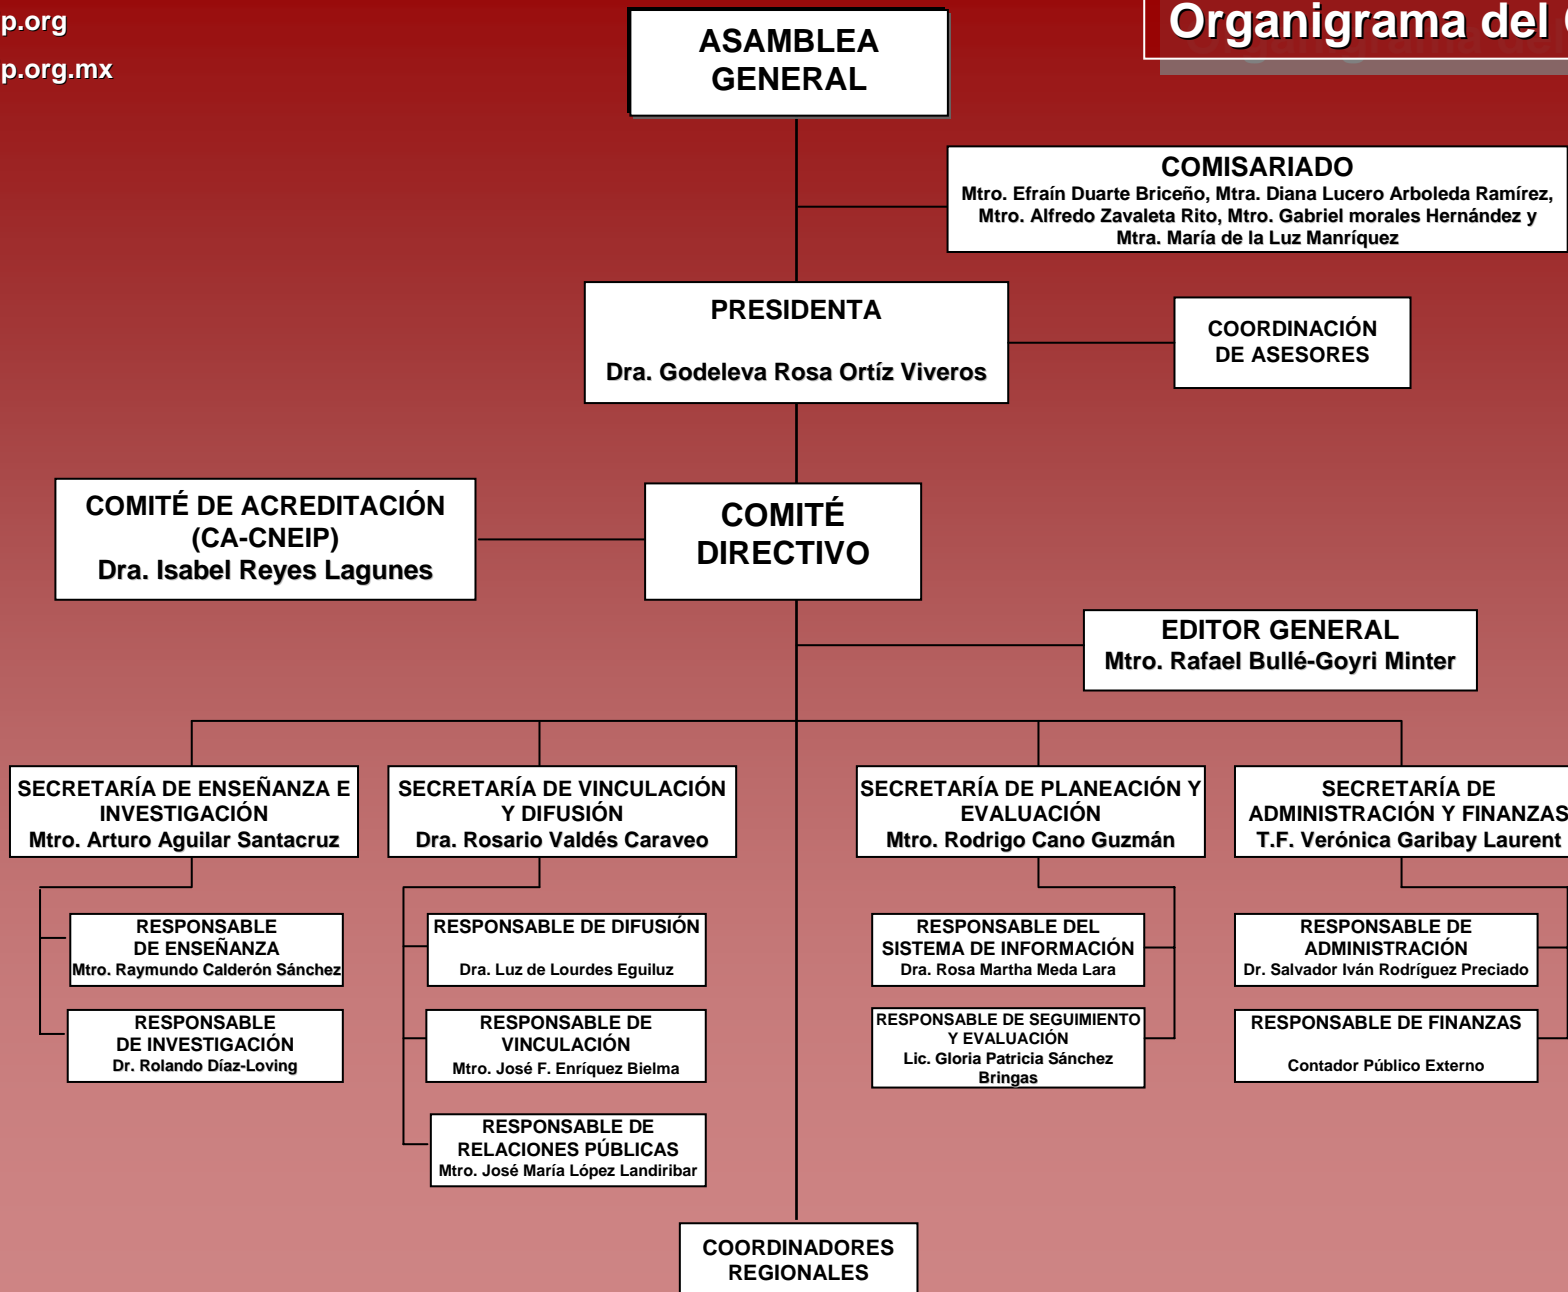 p.org
p.org.mx
Organigrama del
ASAMBLEA
GENERAL
COMISARIADO
Mtro. Efraín Duarte Briceño, Mtra. Diana Lucero Arboleda Ramírez,
Mtro. Alfredo Zavaleta Rito, Mtro. Gabriel morales Hernández y
Mtra. María de la Luz Manríquez
PRESIDENTA
Dra. Godeleva Rosa Ortíz Viveros
COORDINACIÓN
DE ASESORES
COMITÉ DE ACREDITACIÓN
(CA-CNEIP)
Dra. Isabel Reyes Lagunes
COMITÉ
DIRECTIVO
EDITOR GENERAL
Mtro. Rafael Bullé-Goyri Minter
SECRETARÍA DE ENSEÑANZA E
INVESTIGACIÓN
Mtro. Arturo Aguilar Santacruz
SECRETARÍA DE VINCULACIÓN
Y DIFUSIÓN
Dra. Rosario Valdés Caraveo
SECRETARÍA DE PLANEACIÓN Y
EVALUACIÓN
Mtro. Rodrigo Cano Guzmán
SECRETARÍA DE
ADMINISTRACIÓN Y FINANZAS
T.F. Verónica Garibay Laurent
RESPONSABLE
DE ENSEÑANZA
Mtro. Raymundo Calderón Sánchez
RESPONSABLE
DE INVESTIGACIÓN
Dr. Rolando Díaz-Loving
RESPONSABLE DE DIFUSIÓN
Dra. Luz de Lourdes Eguiluz
RESPONSABLE DE
VINCULACIÓN
Mtro. José F. Enríquez Bielma
RESPONSABLE DE
RELACIONES PÚBLICAS
Mtro. José María López Landiribar
RESPONSABLE DEL
SISTEMA DE INFORMACIÓN
Dra. Rosa Martha Meda Lara
RESPONSABLE DE SEGUIMIENTO
Y EVALUACIÓN
Lic. Gloria Patricia Sánchez
Bringas
RESPONSABLE DE
ADMINISTRACIÓN
Dr. Salvador Iván Rodríguez Preciado
RESPONSABLE DE FINANZAS
Contador Público Externo
COORDINADORES
REGIONALES